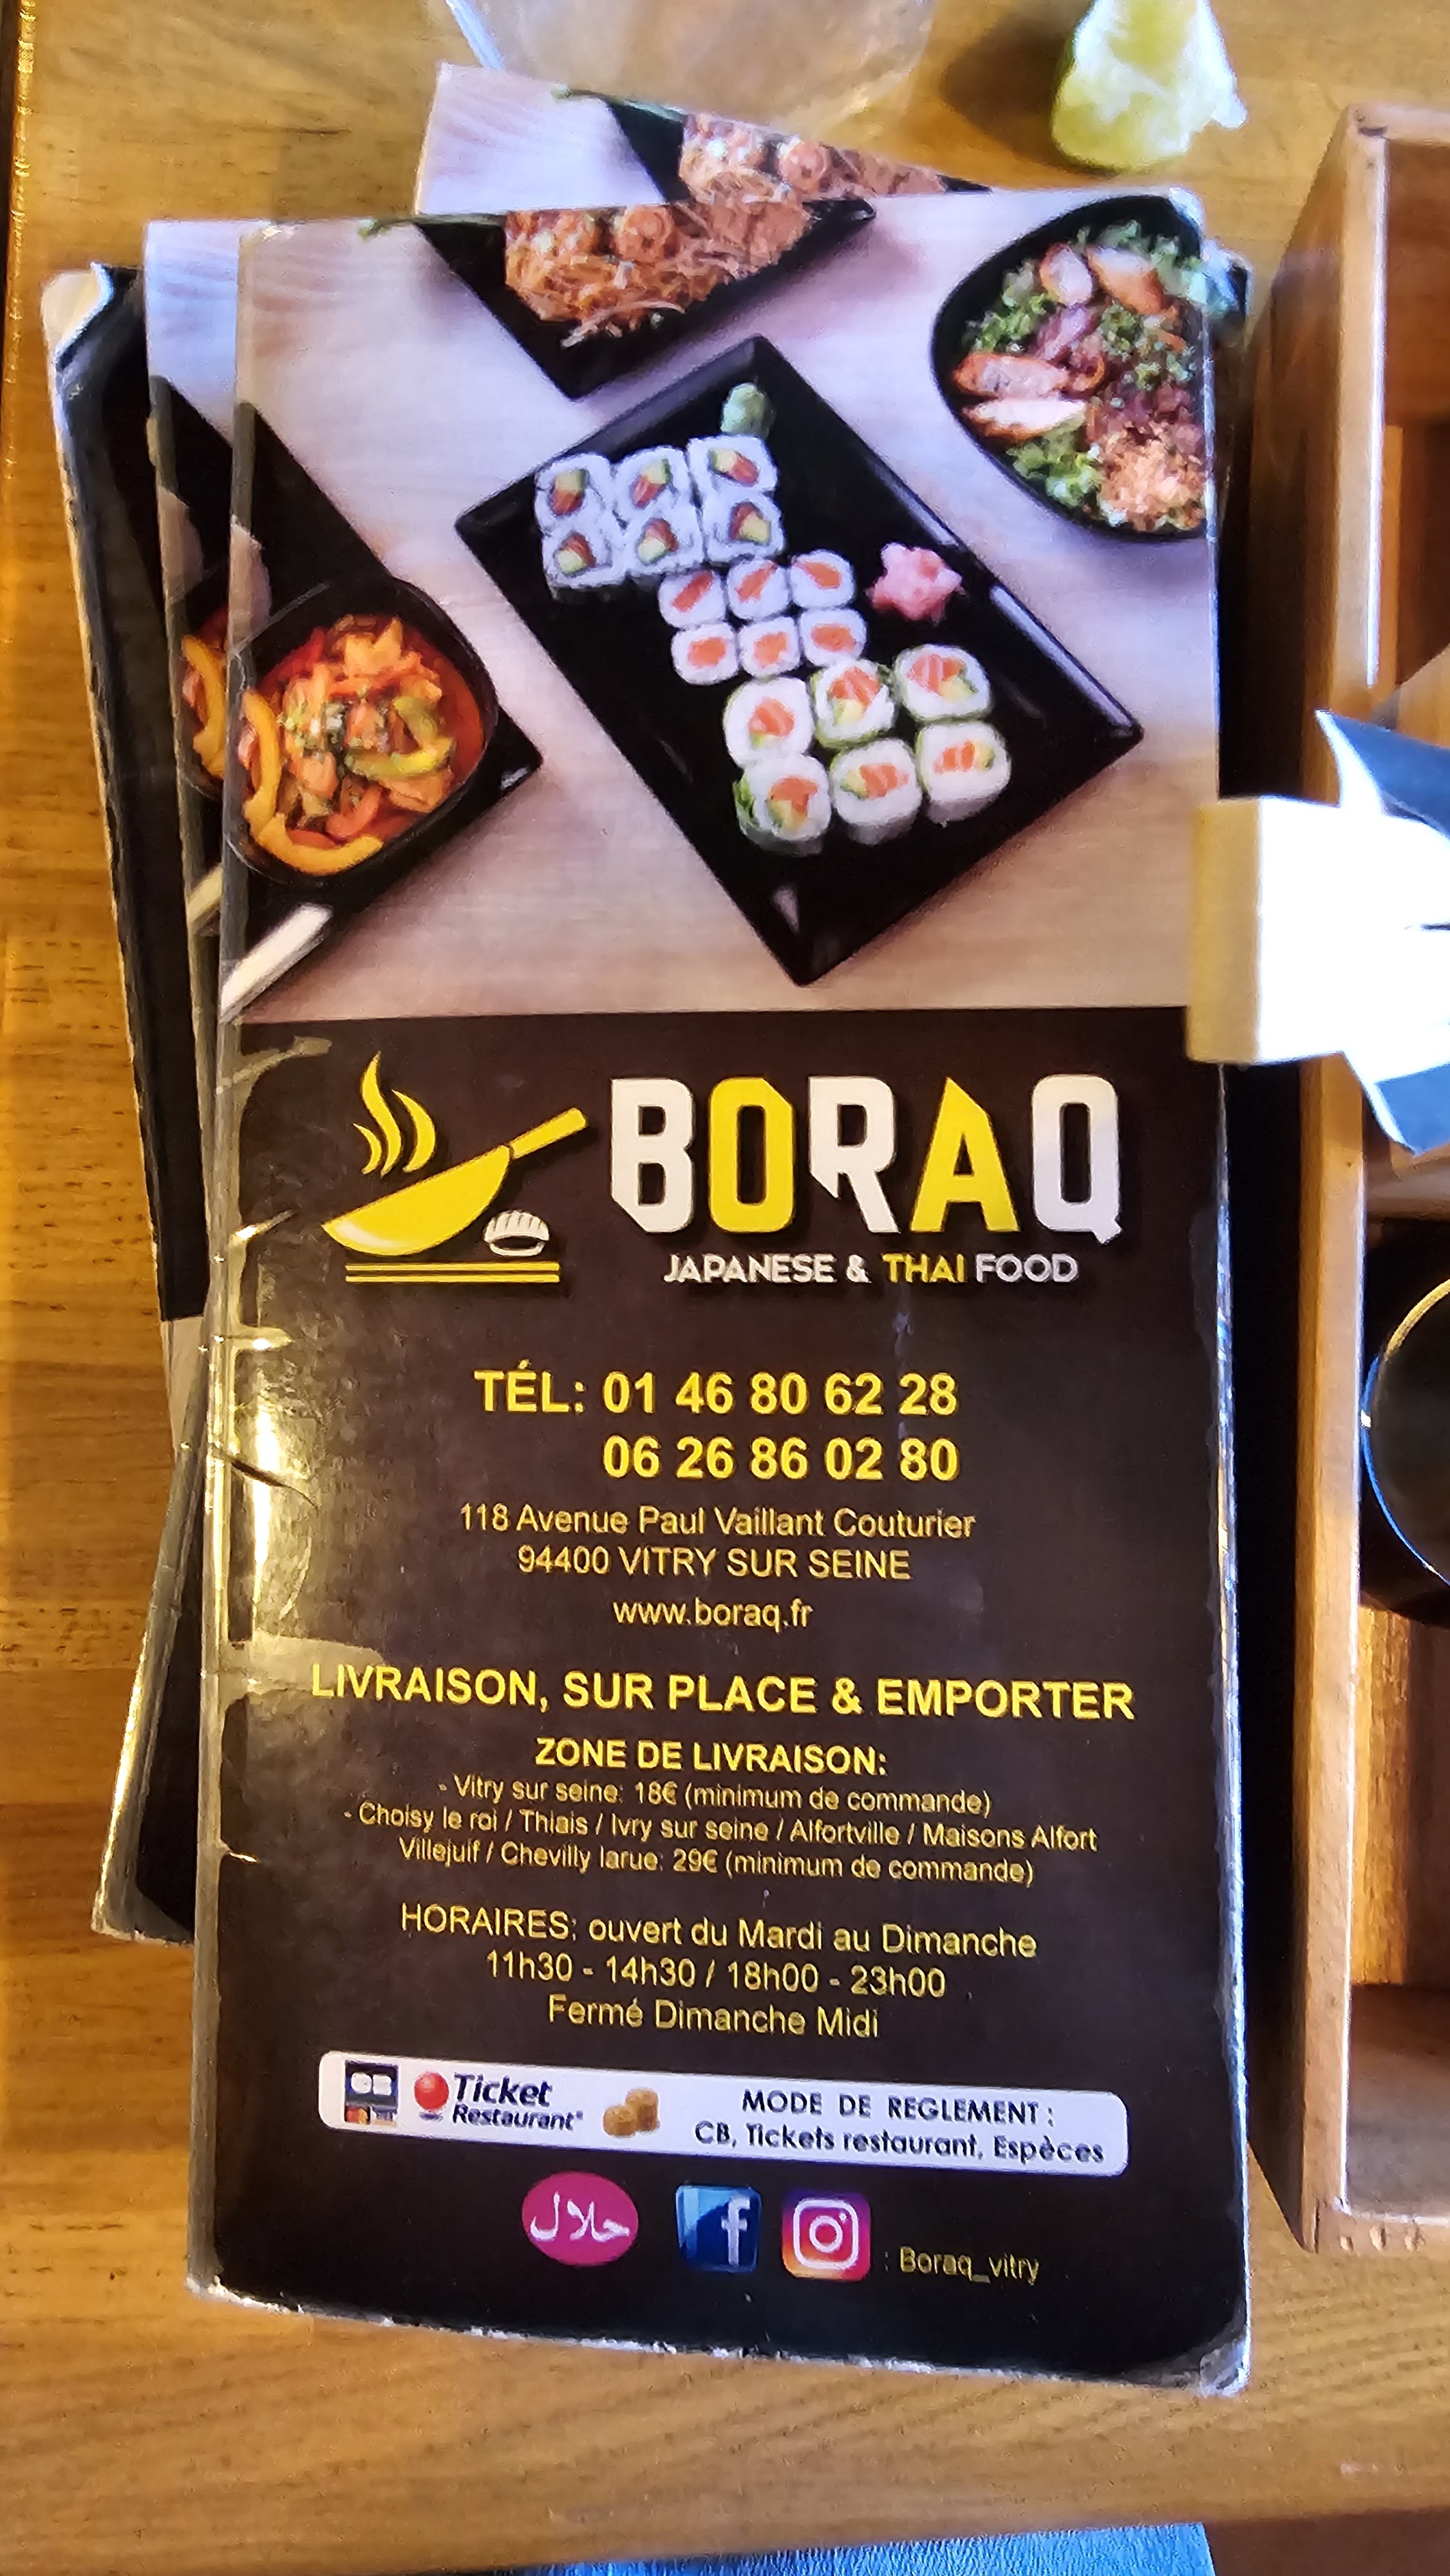 BORAQ
JAPANESE & THAI FOOD
TÉL: 01 46 80 62 28
06 26 86 02 80
118 Avenue Paul Vaillant Couturier
94400 VITRY SUR SEINE
www.boraq.fr
LIVRAISON, SUR PLACE & EMPORTER
ZONE DE LIVRAISON:
- Vitry sur seine: 18€ (minimum de commande)
- Choisy le roi / Thiais / Ivry sur seine / Alfortville / Maisons Alfort
Villejuif / Chevilly larue: 29€ (minimum de commande)
HORAIRES: ouvert du Mardi au Dimanche
11h30 - 14h30 / 18h00 - 23h00
Fermé Dimanche Midi
CB
Ticket
Restaurant®
MODE DE REGLEMENT :
CB, Tickets restaurant, Espèces
حلال
f
: Boraq_vitry